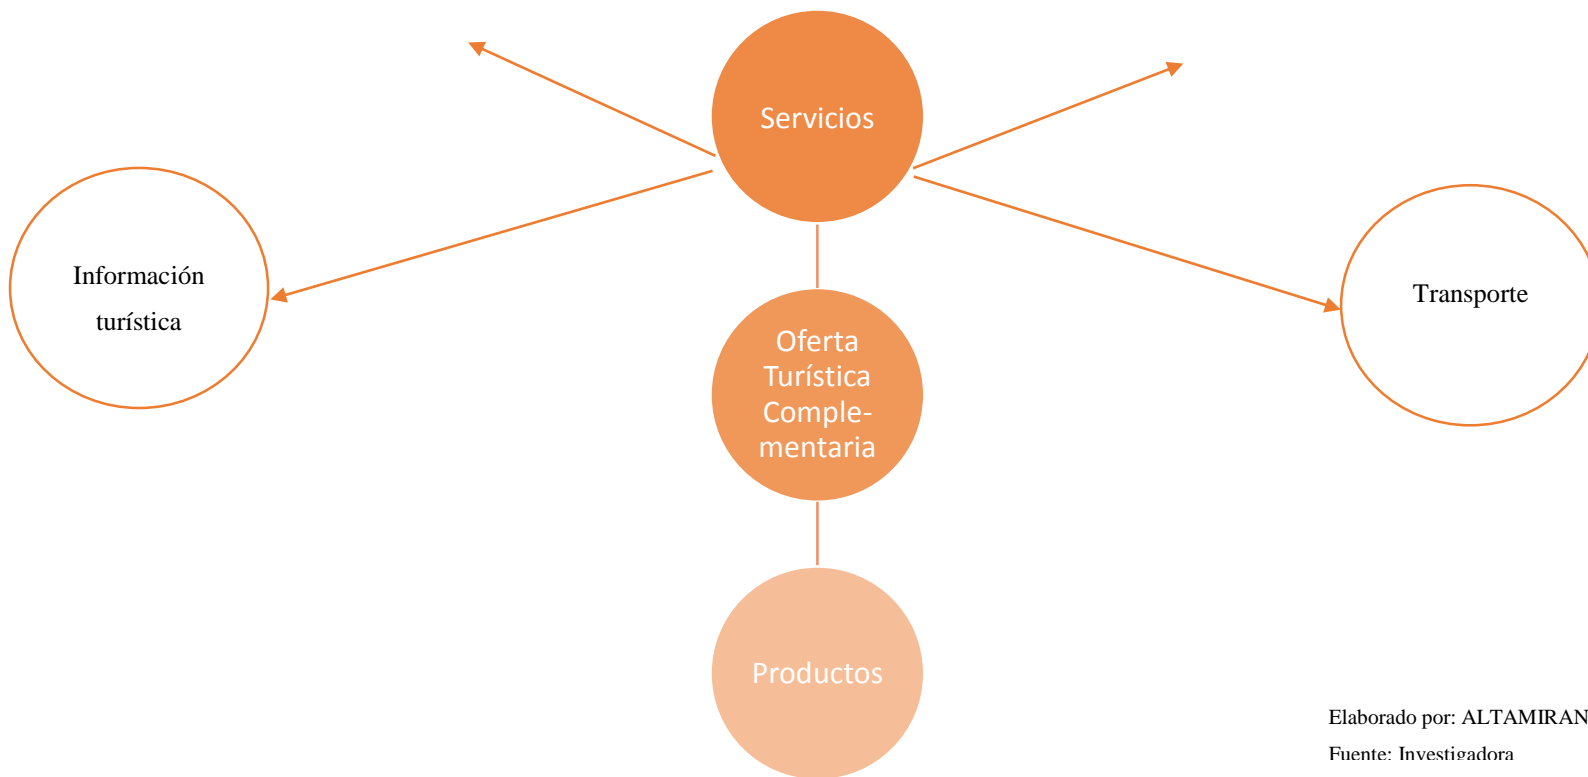 Servicios
Información
turística
Transporte
Oferta
Turística
Comple-
mentaria
Productos
Elaborado por: ALTAMIRAN
Fuente: Investigadora